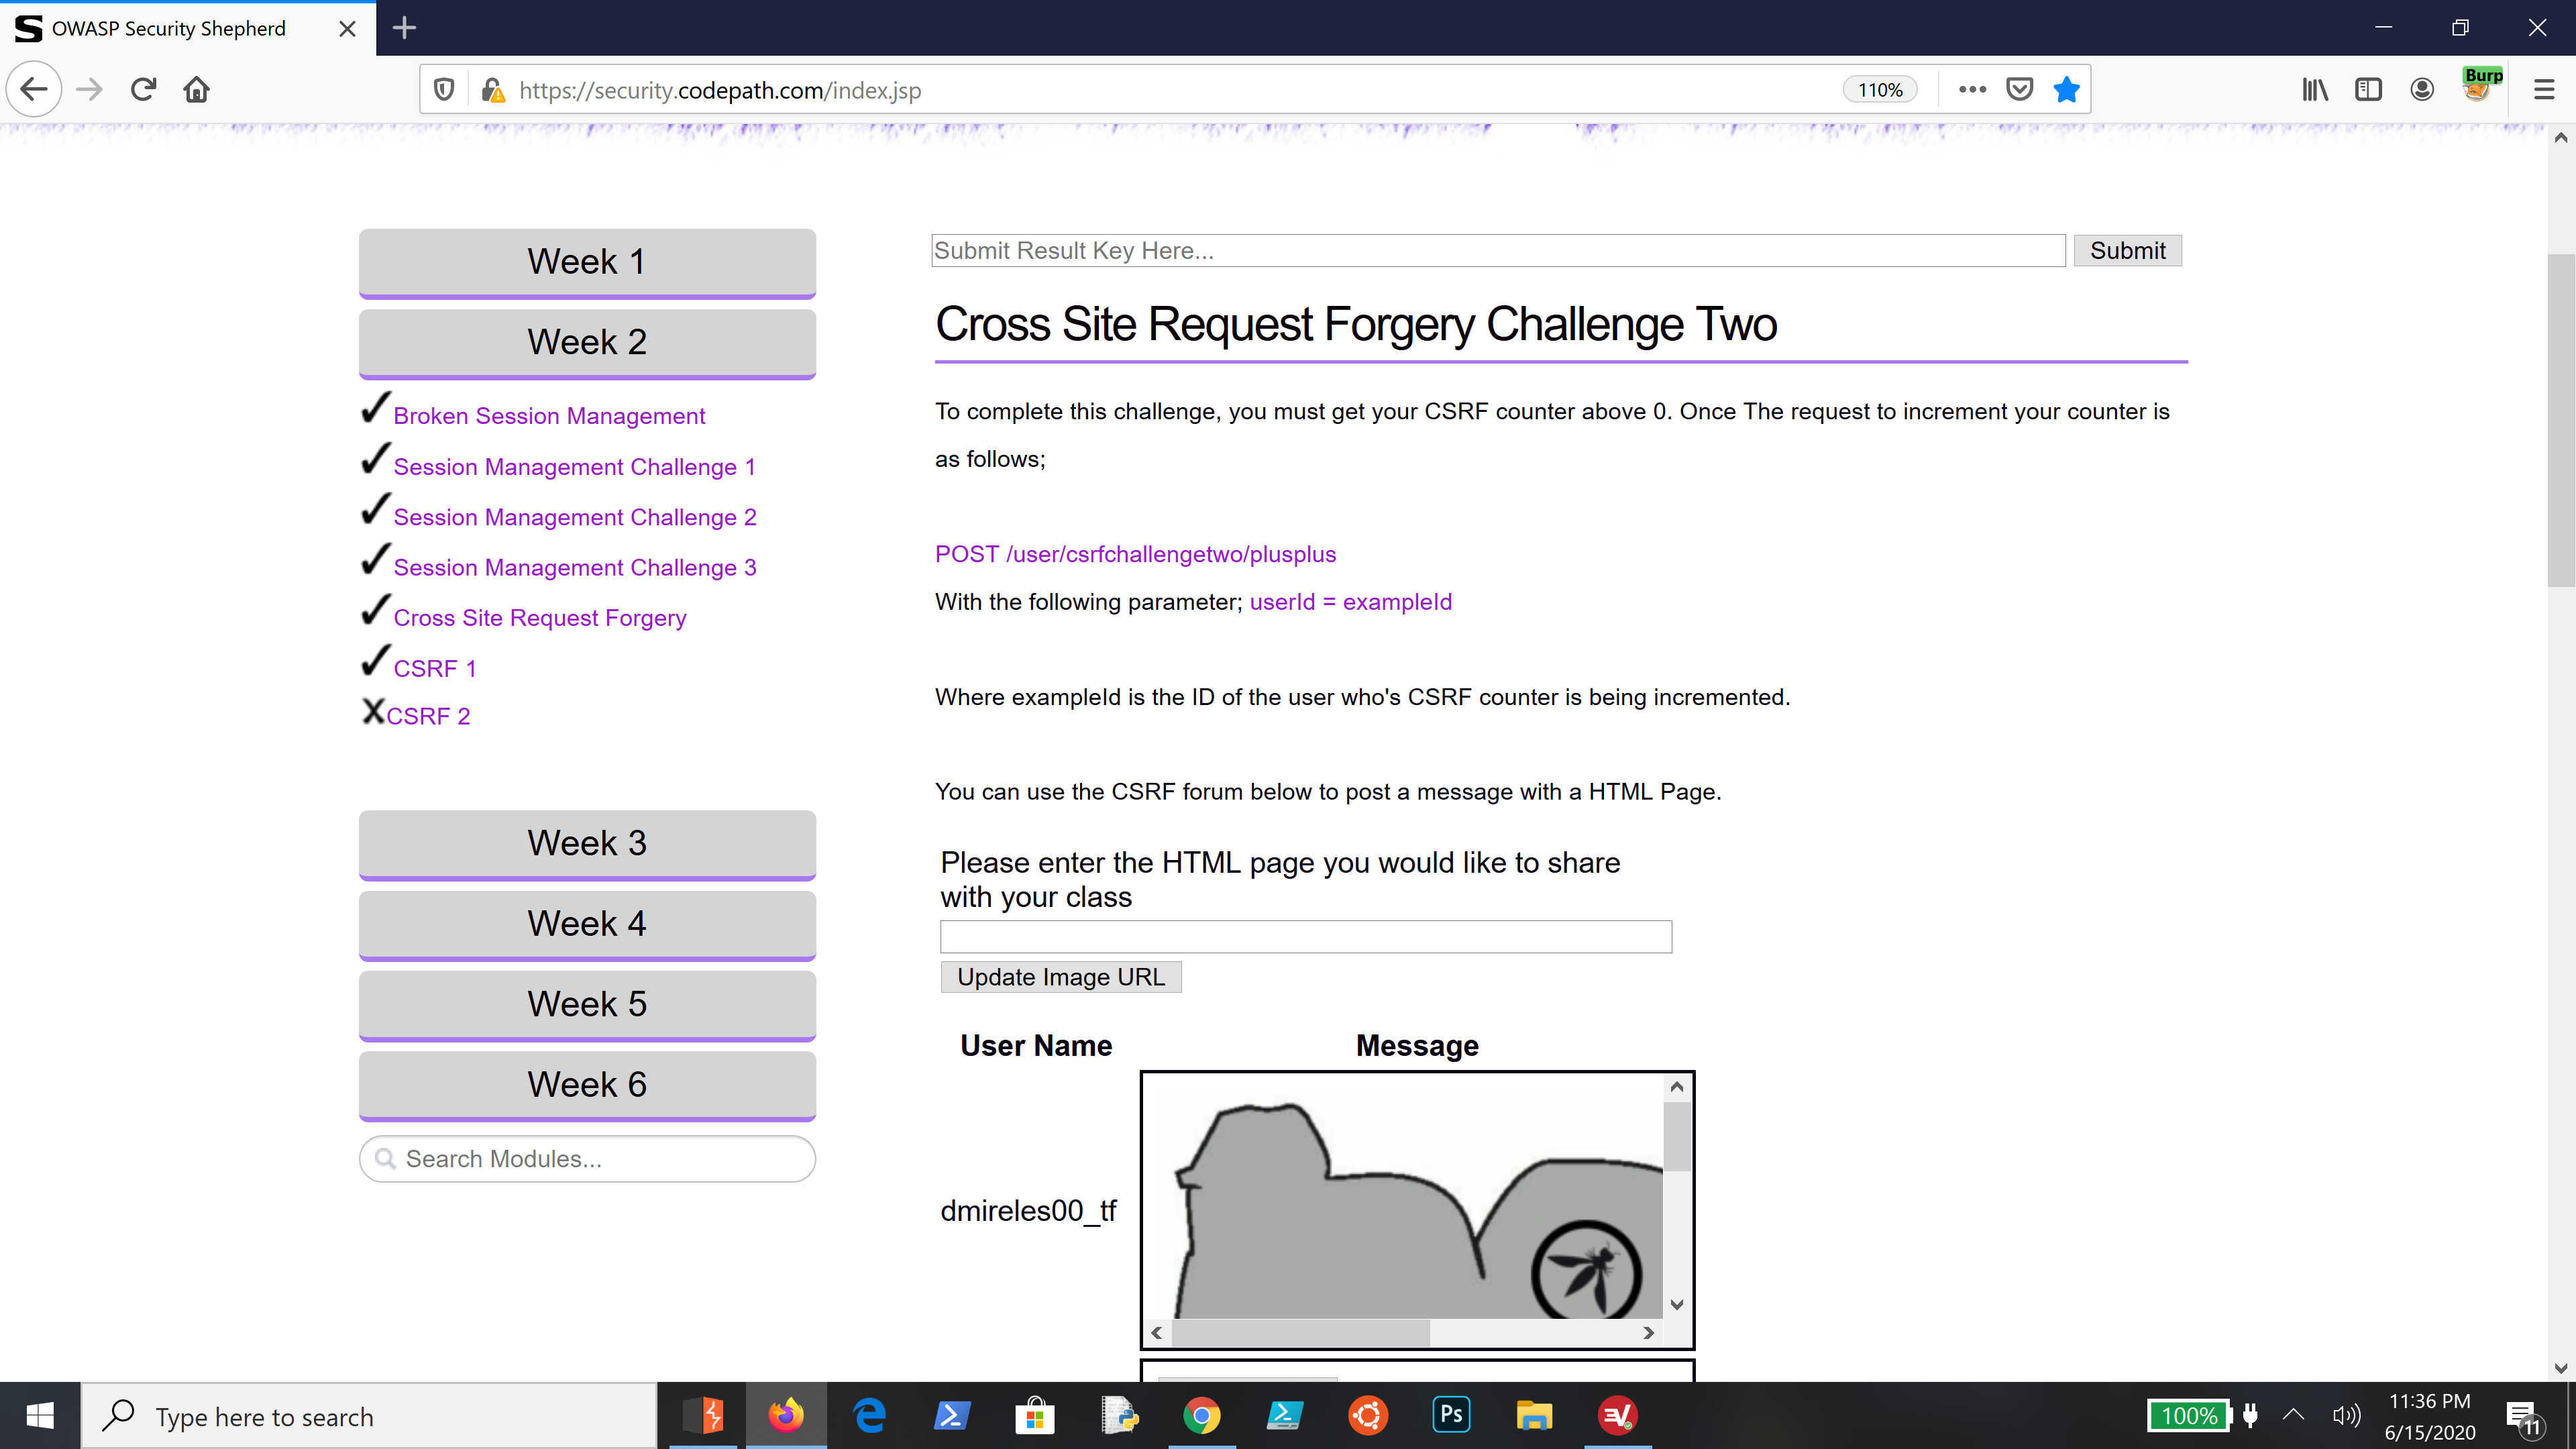 OWASP Security Shepherd
https://security.codepath.com/index.jsp
110%
Burp
Week 1
Week 2
Broken Session Management
Session Management Challenge 1
Session Management Challenge 2
Session Management Challenge 3
Cross Site Request Forgery
CSRF 1
CSRF 2
Week 3
Week 4
Week 5
Week 6
Search Modules...
Submit Result Key Here...
Submit
Cross Site Request Forgery Challenge Two
To complete this challenge, you must get your CSRF counter above 0. Once The request to increment your counter is
as follows;
POST /user/csrfchallengetwo/plusplus
With the following parameter; userId = exampleId
Where exampleId is the ID of the user who's CSRF counter is being incremented.
You can use the CSRF forum below to post a message with a HTML Page.
Please enter the HTML page you would like to share
with your class
Update Image URL
User Name Message
dmireles00_tf
Type here to search
Ps
100%
11:36 PM
6/15/2020
11